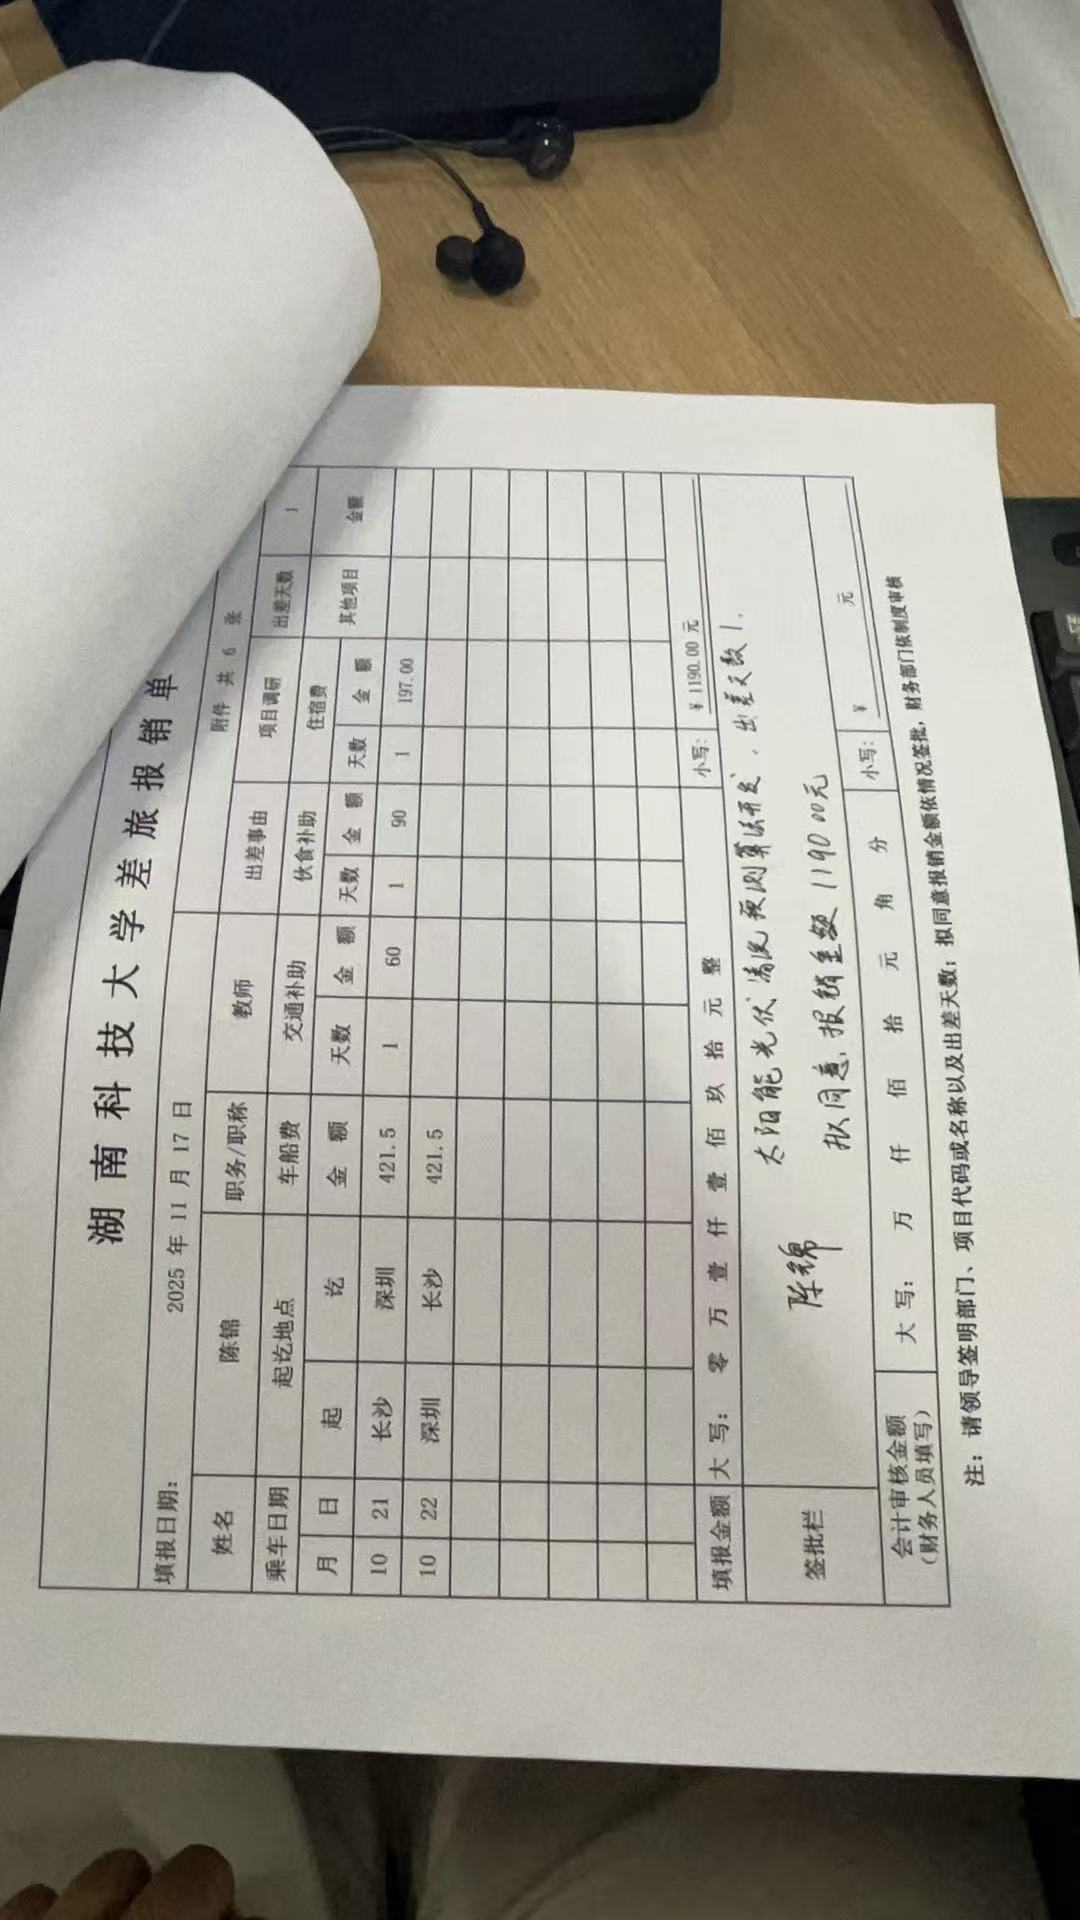 湖南科技大学差旅报销单
填报日期： 2025 年 11 月 17 日 附件 共 6 张
姓名 陈锦 职务/职称 教师 出差事由 项目调研 出差天数 1
乘车日期 起讫地点 车船费 交通补助 伙食补助 住宿费 其他项目 金额
月 日 起 讫 金 额 天数 金 额 天数 金 额 天数 金 额
10 21 长沙 深圳 421.5 1 60 1 90 1 197.00
10 22 深圳 长沙 421.5
填报金额 大 写： 零 万 壹 仟 壹 佰 玖 拾 元 整 小写： ￥1190.00 元
签批栏
太阳能光伏清洗预测算法开发，出差天数1.
陈锦 拟同意报销金额 1190.00元
会计审核金额
（财务人员填写） 大 写： 万 仟 佰 拾 元 角 分 小写： ￥ 元
注：请领导签明部门、项目代码或名称以及出差天数；拟同意报销金额依情况签批，财务部门依制度审核